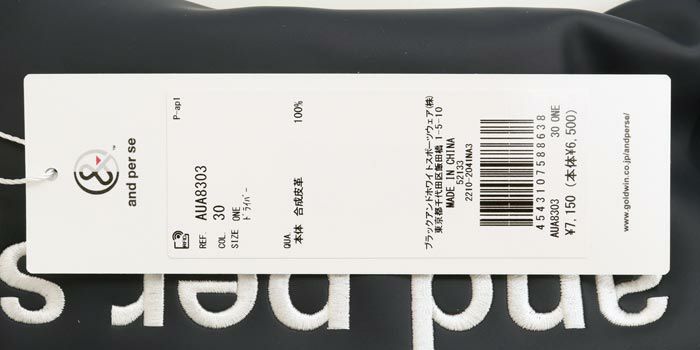 and per se
™
P-apl
REF AUA8303
COL. 30
SIZE ONE
ドライバー
QUA
本体 合成皮革 100%
ブラックアンドホワイトスポーツウェア(株)
東京都千代田区飯田橋 1-5-10
MADE IN CHINA
52133
2210-2041NA3
4543107588638
AUA8303 30 ONE
¥7,150 (本体¥6,500)
www.goldwin.co.jp/andperse/
and per s